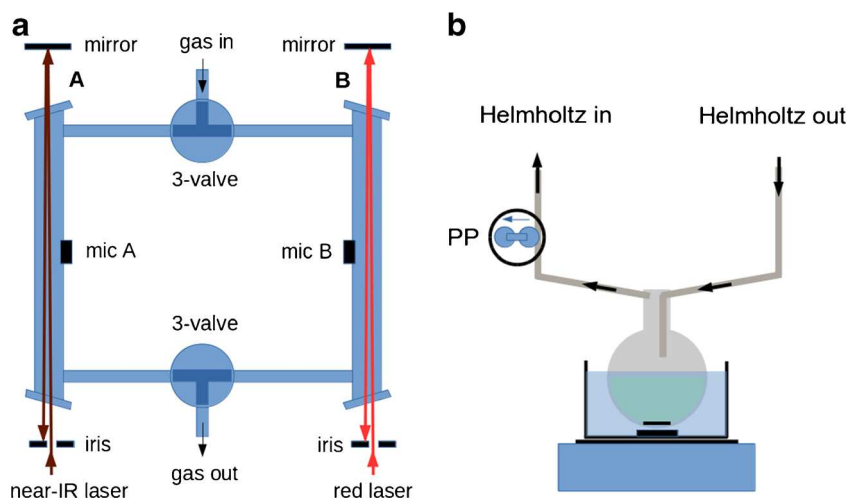 a
mirror
gas in
mirror
A
B
3-valve
mic A
mic B
3-valve
iris
iris
near-IR laser
gas out
red laser
b
Helmholtz in
Helmholtz out
PP